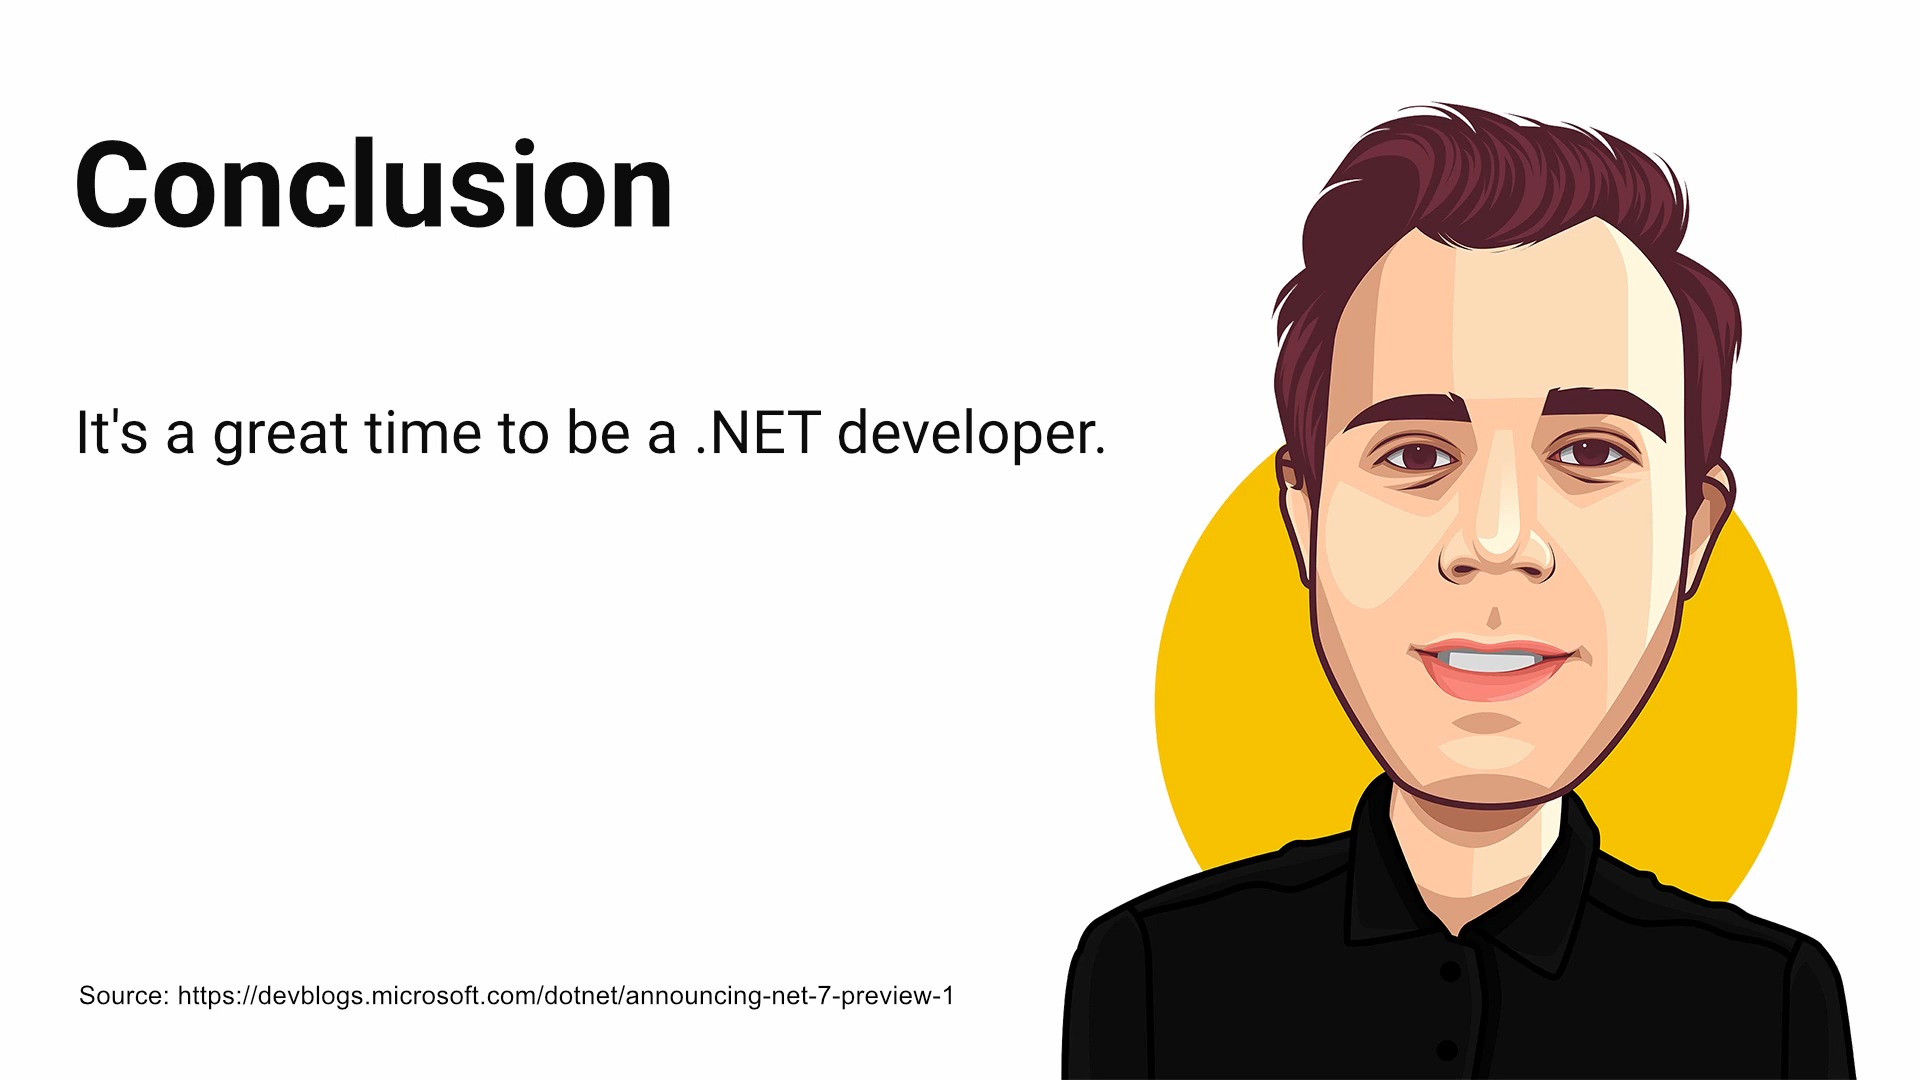 Conclusion
It's a great time to be a .NET developer.
Source: https://devblogs.microsoft.com/dotnet/announcing-net-7-preview-1